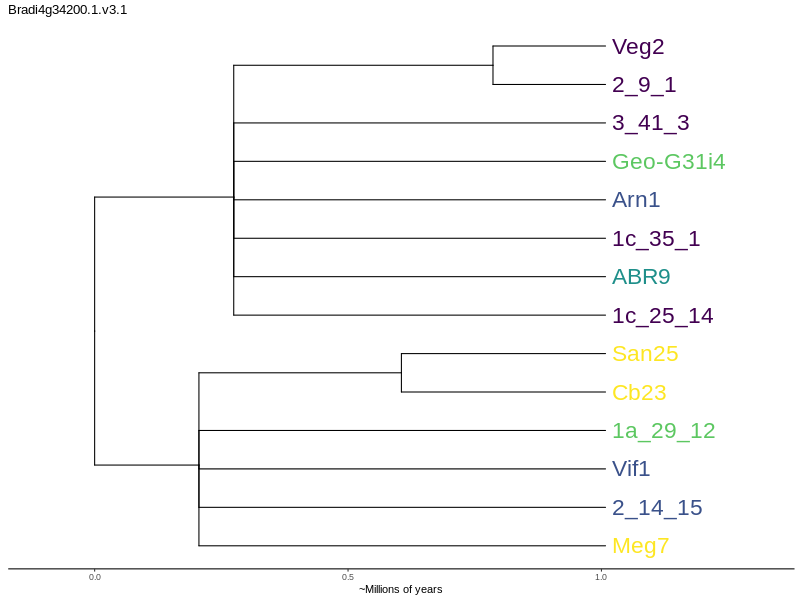 Bradi4g34200.1.v3.1
Veg2
2_9_1
3_41_3
Geo-G31i4
Arn1
1c_35_1
ABR9
1c_25_14
San25
Cb23
1a_29_12
Vif1
2_14_15
Meg7
0.0 0.5 1.0
~Millions of years